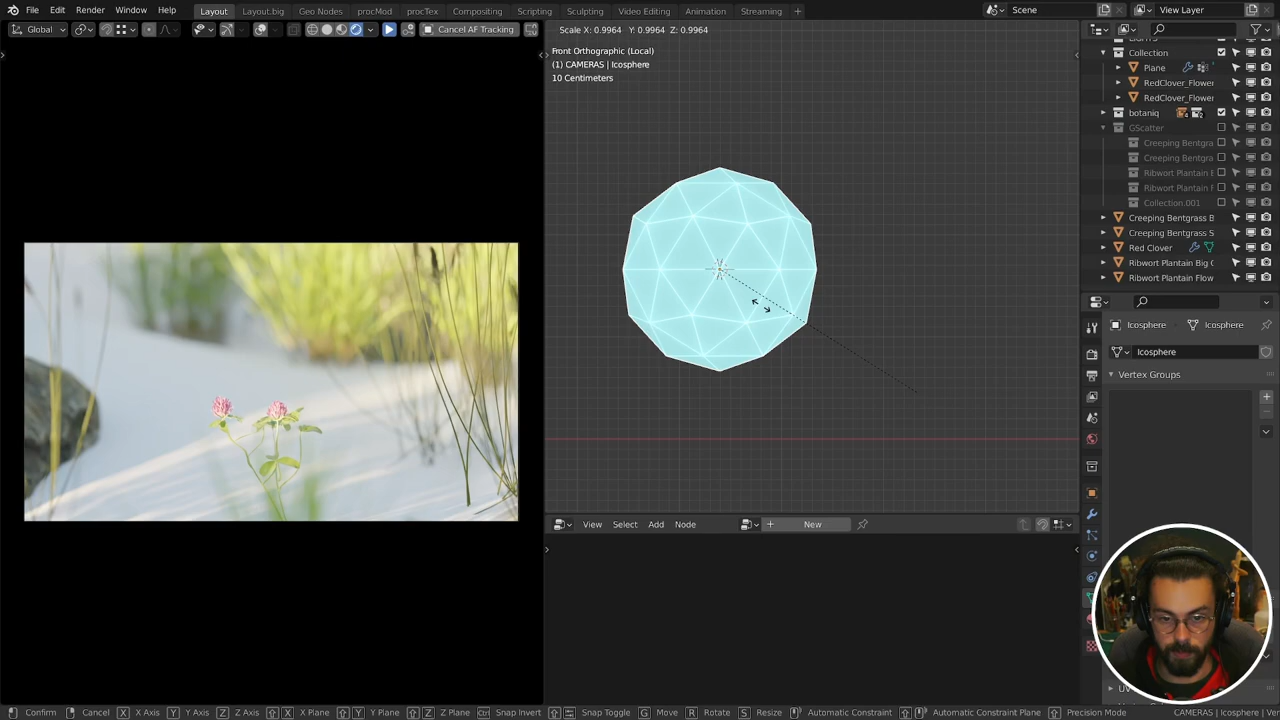 File Edit Render Window Help Layout Layout.big Geo Nodes procMod procTex Compositing Scripting Sculpting Video Editing Animation Streaming + Scene View Layer
Global Cancel AF Tracking
Scale X: 0.9964 Y: 0.9964 Z: 0.9964
Front Orthographic (Local)
(1) CAMERAS | Icosphere
10 Centimeters
Collection
Plane
RedClover_Flower
RedClover_Flower
botaniq
GScatter
Creeping Bentgra
Creeping Bentgra
Ribwort Plantain B
Ribwort Plantain F
Collection.001
Creeping Bentgrass B
Creeping Bentgrass S
Red Clover
Ribwort Plantain Big C
Ribwort Plantain Flow
Icosphere Icosphere
Icosphere
Vertex Groups
View Select Add Node + New
UV
Confirm Cancel X X Axis Y Y Axis Z Z Axis X X Plane Y Y Plane Z Z Plane Ctrl Snap Invert Snap Toggle G Move R Rotate S Resize Automatic Constraint Automatic Constraint Plane Precision Mode CAMERAS | Icosphere | Ver